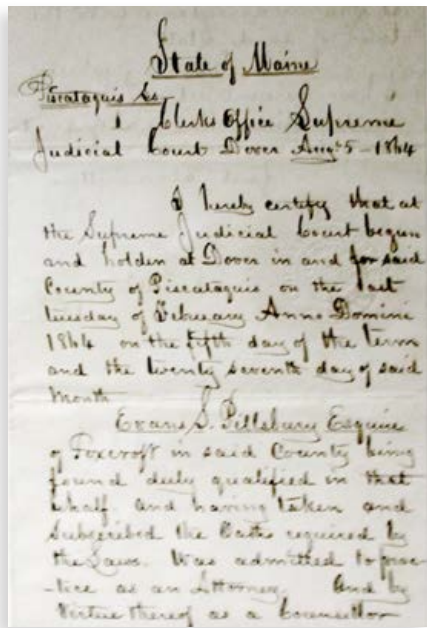 State of Maine
Piscataquis Ss
Clerks Office Supreme
Judicial Court Dover Augt 5 - 1864
I hereby certify that at
the Supreme Judicial Court begun
and holden at Dover in and for said
County of Piscataquis on the last
tuesday of February Anno Domini
1864 on the fifth day of the term
and the twenty seventh day of said
Month
Evans S. Pillsbury Esquire
of Foxcroft in said County being
found duly qualified in that
behalf and having taken and
Subscribed the Oaths required by
the Laws. Was admitted to prac-
-tice as an Attorney And by
Virtue thereof as a Counsellor